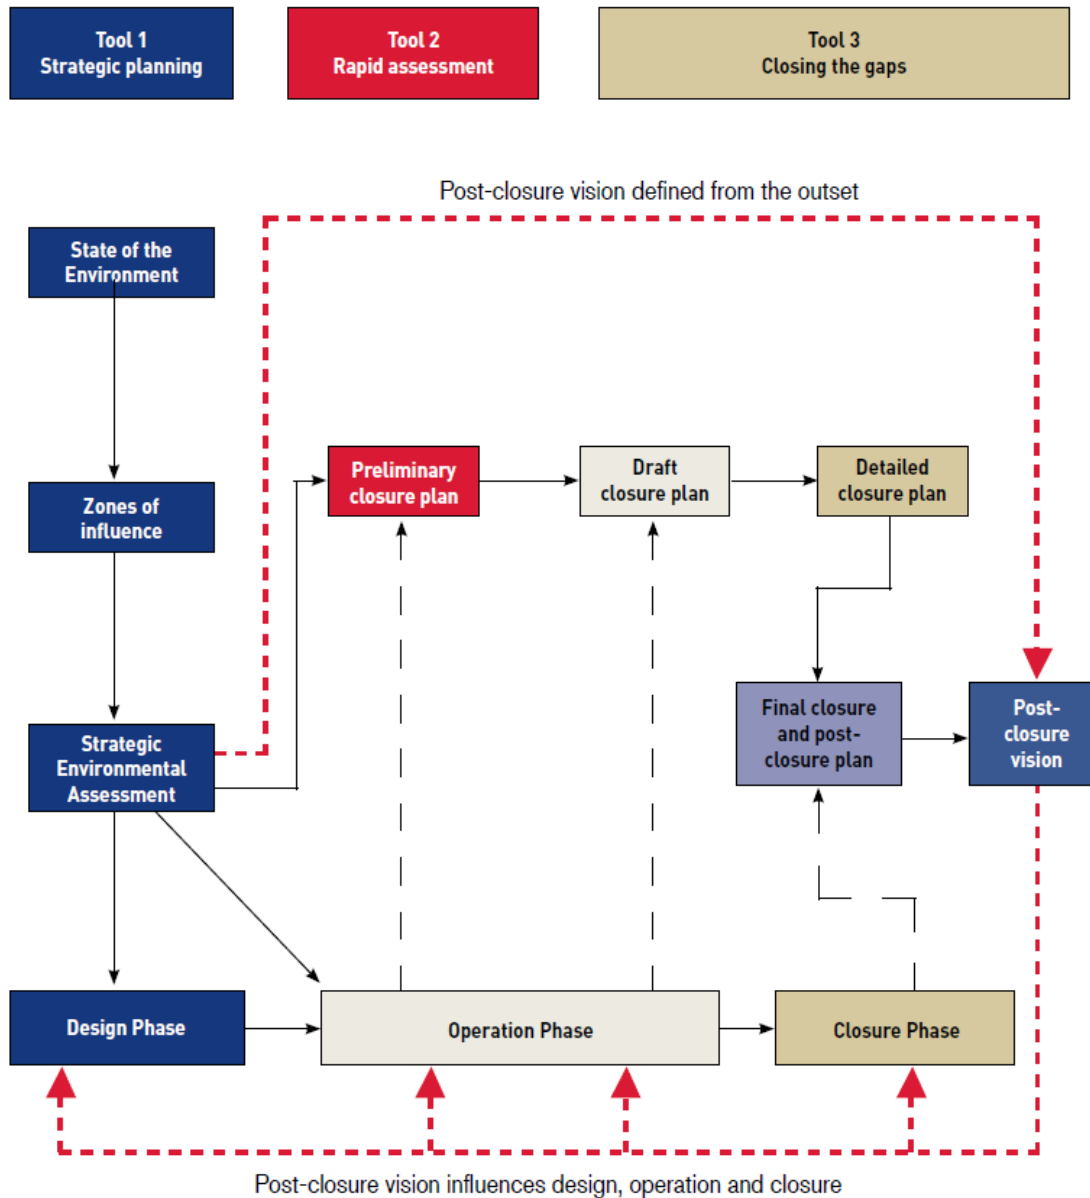 Tool 1
Strategic planning
Tool 2
Rapid assessment
Tool 3
Closing the gaps
Post-closure vision defined from the outset
State of the
Environment
Preliminary
closure plan
Draft
closure plan
Detailed
closure plan
Zones of
influence
Strategic
Environmental
Assessment
Final closure
and post-
closure plan
Post-
closure
vision
Design Phase
Operation Phase
Closure Phase
Post-closure vision influences design, operation and closure